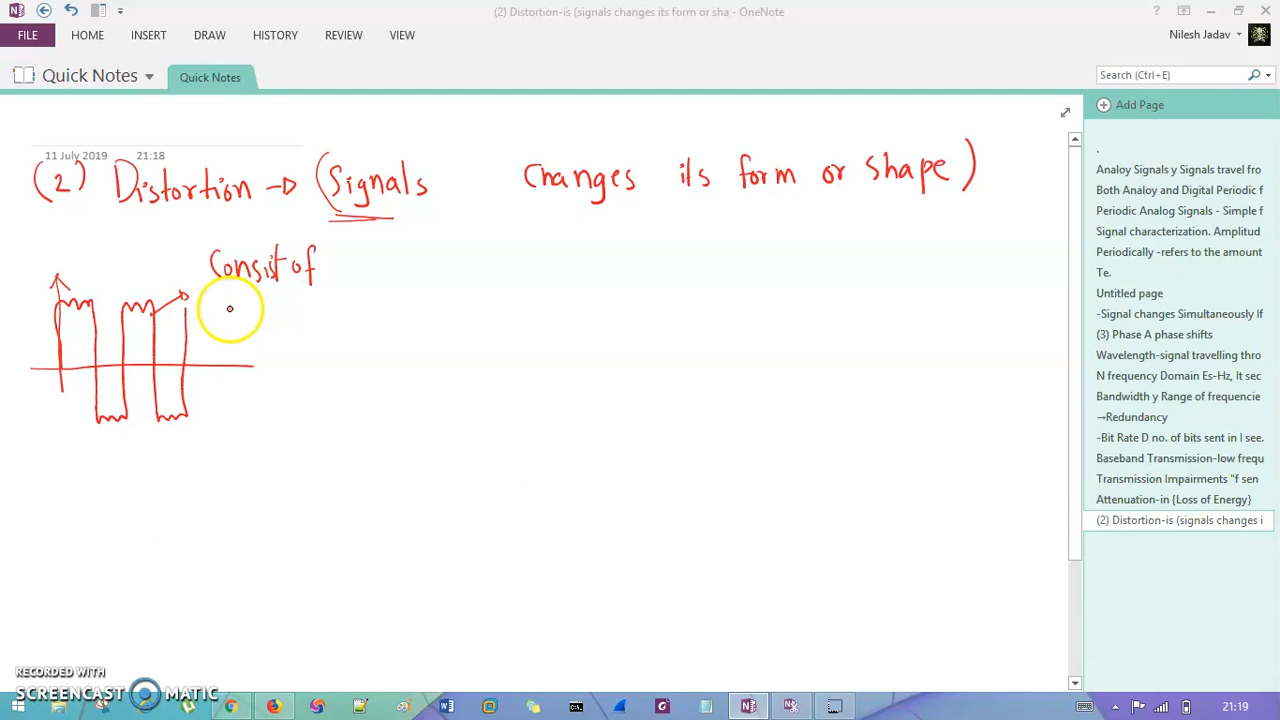 (2) Distortion-is (signals changes its form or sha - OneNote
FILE HOME INSERT DRAW HISTORY REVIEW VIEW
Nilesh Jadav
Quick Notes
Quick Notes
Search (Ctrl+E)
Add Page
11 July 2019 21:18
(2) Distortion → (Signals changes its form or shape)
Consist of
.
Analoy Signals y Signals travel fro
Both Analoy and Digital Periodic f
Periodic Analog Signals - Simple f
Signal characterization. Amplitud
Periodically -refers to the amount
Te.
Untitled page
-Signal changes Simultaneously If
(3) Phase A phase shifts
Wavelength-signal travelling thro
N frequency Domain Es-Hz, It sec
Bandwidth y Range of frequencie
→Redundancy
-Bit Rate D no. of bits sent in I see.
Baseband Transmission-low frequ
Transmission Impairments "f sen
Attenuation-in {Loss of Energy}
(2) Distortion-is (signals changes i
RECORDED WITH
SCREENCAST MATIC
21:19